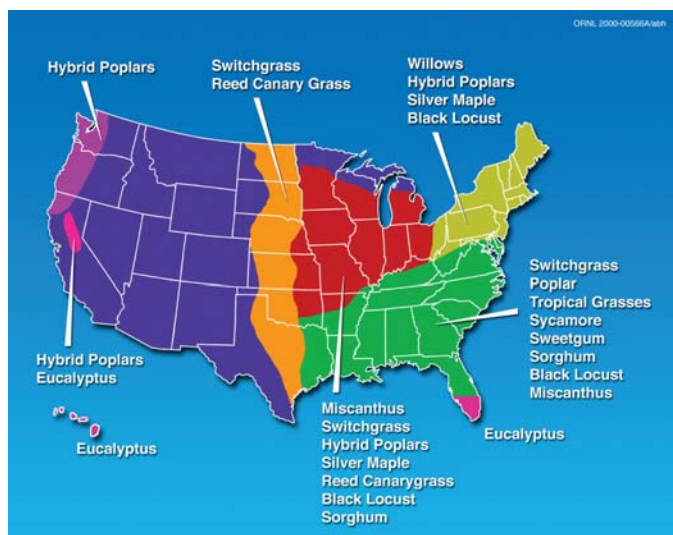 ORNL 2000-00566A/abh
Hybrid Poplars
Switchgrass
Reed Canary Grass
Willows
Hybrid Poplars
Silver Maple
Black Locust
Switchgrass
Poplar
Tropical Grasses
Sycamore
Sweetgum
Sorghum
Black Locust
Miscanthus
Hybrid Poplars
Eucalyptus
Eucalyptus
Miscanthus
Switchgrass
Hybrid Poplars
Silver Maple
Reed Canarygrass
Black Locust
Sorghum
Eucalyptus